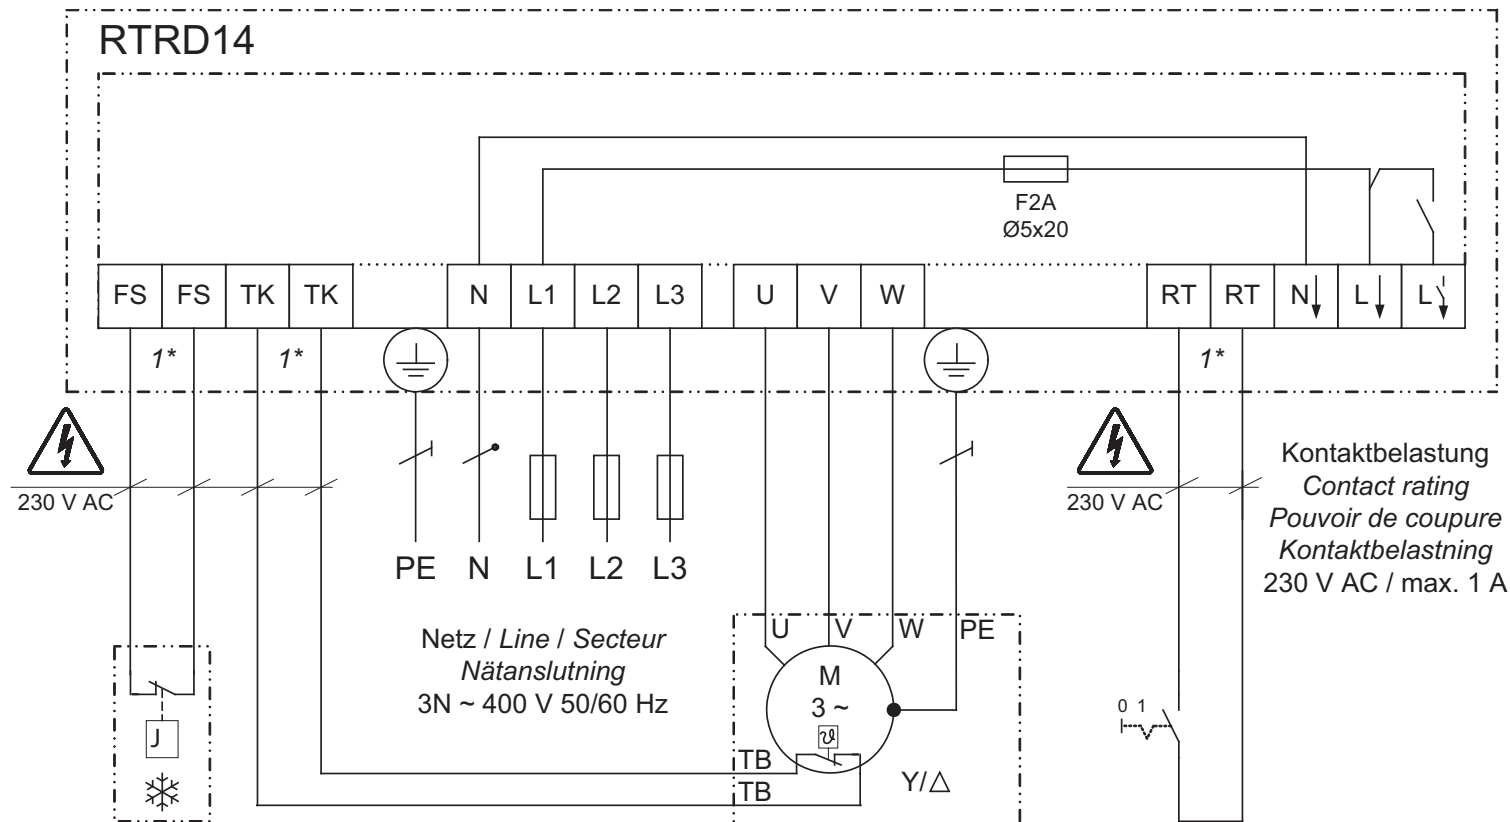 RTRD14
F2A
Ø5x20
FS FS TK TK N L1 L2 L3 U V W RT RT N L L
1* 1* 1*
230 V AC
230 V AC
Kontaktbelastung
Contact rating
Pouvoir de coupure
Kontaktbelastning
230 V AC / max. 1 A
PE N L1 L2 L3
Netz / Line / Secteur
Nätanslutning
3N ~ 400 V 50/60 Hz
U V W PE
M
3 ~
ϑ
TB
TB
Y/△
J
0 1